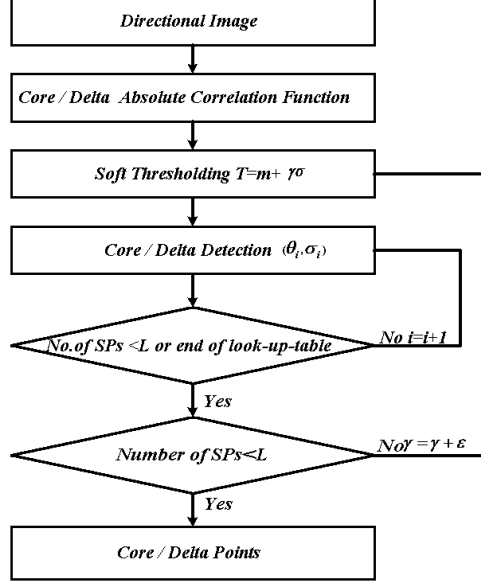 Directional Image
Core / Delta Absolute Correlation Function
Soft Thresholding T=m+ γσ
Core / Delta Detection (θi,σi)
No.of SPs <L or end of look-up-table
No i=i+1
Yes
Number of SPs<L
Noγ=γ+ε
Yes
Core / Delta Points